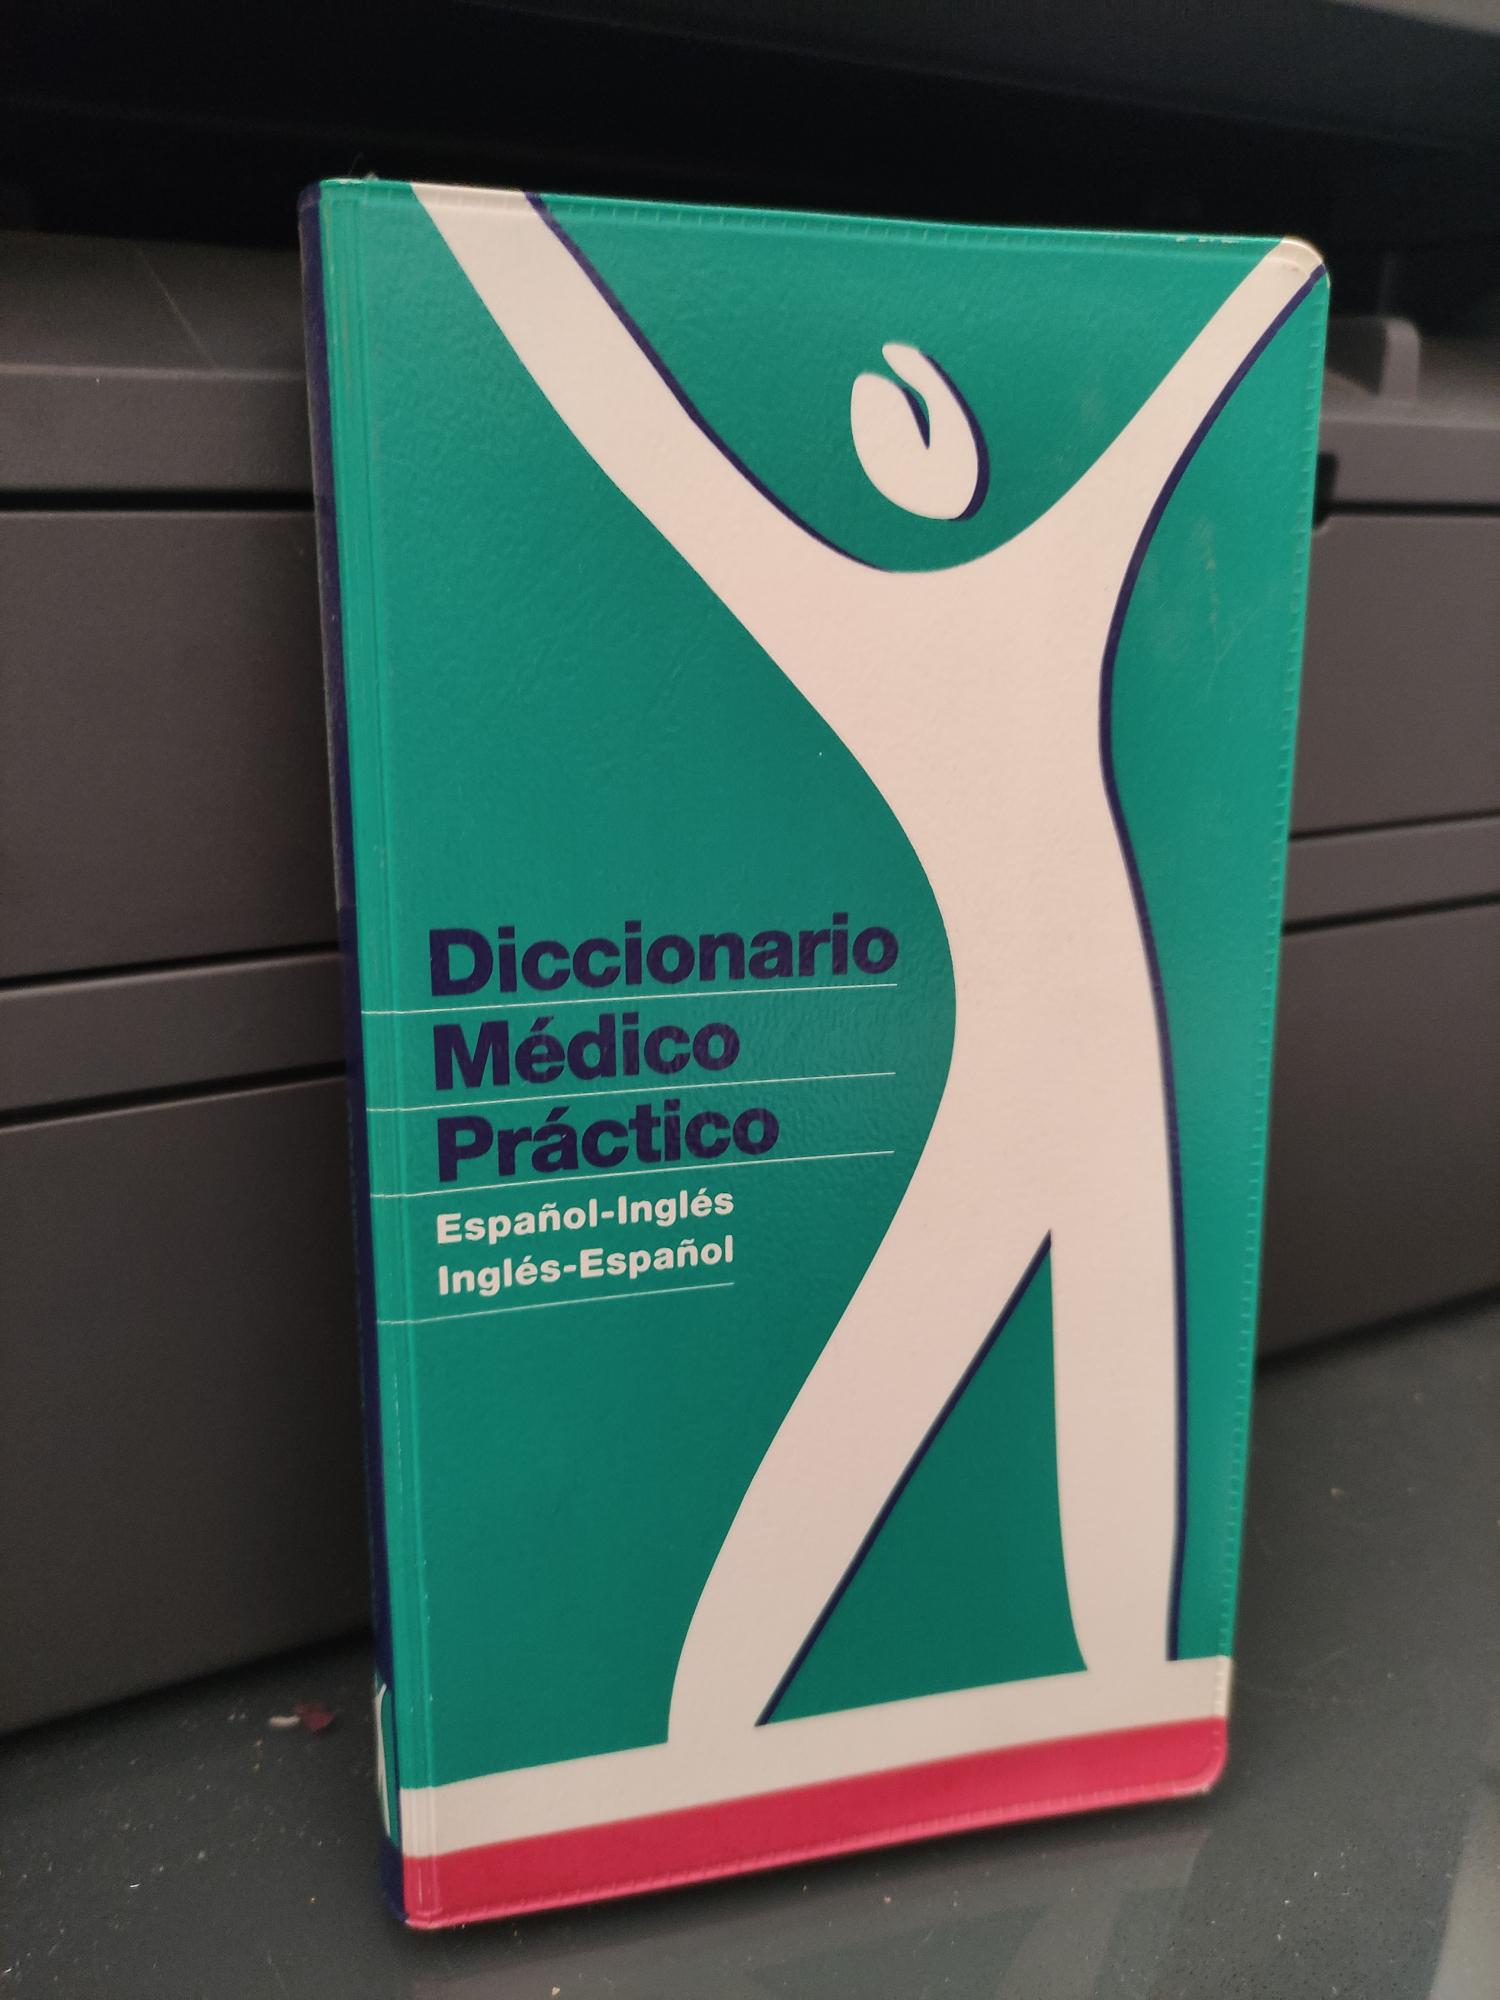 Diccionario
Médico
Práctico
Español-Inglés
Inglés-Español